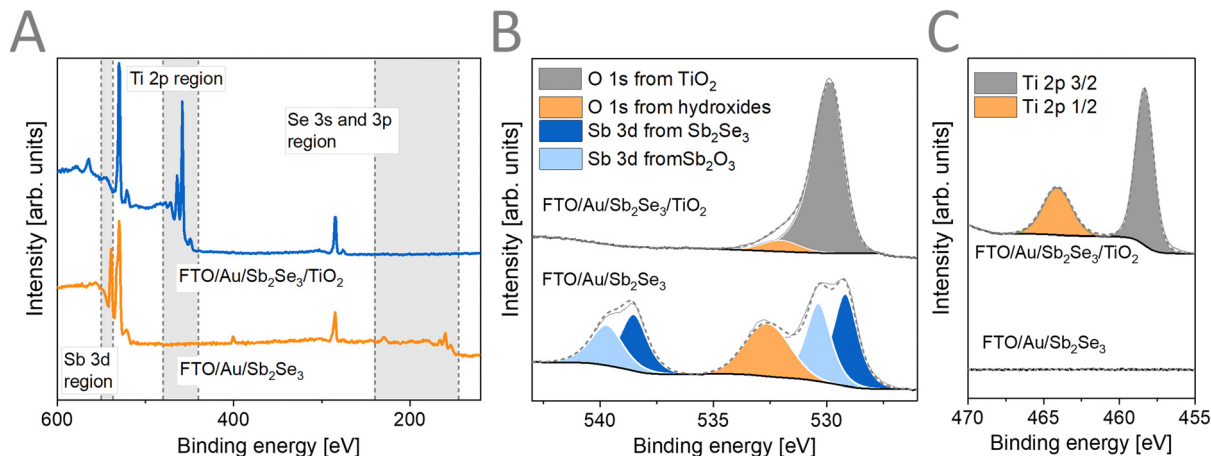 A
Intensity [arb. units]
Ti 2p region
Se 3s and 3p
region
FTO/Au/Sb₂Se₃/TiO₂
Sb 3d
region
FTO/Au/Sb₂Se₃
600
400
200
Binding energy [eV]
B
Intensity [arb. units]
O 1s from TiO₂
O 1s from hydroxides
Sb 3d from Sb₂Se₃
Sb 3d fromSb₂O₃
FTO/Au/Sb₂Se₃/TiO₂
FTO/Au/Sb₂Se₃
540
535
530
Binding energy [eV]
C
Intensity [arb. units]
Ti 2p 3/2
Ti 2p 1/2
FTO/Au/Sb₂Se₃/TiO₂
FTO/Au/Sb₂Se₃
470
465
460
455
Binding energy [eV]